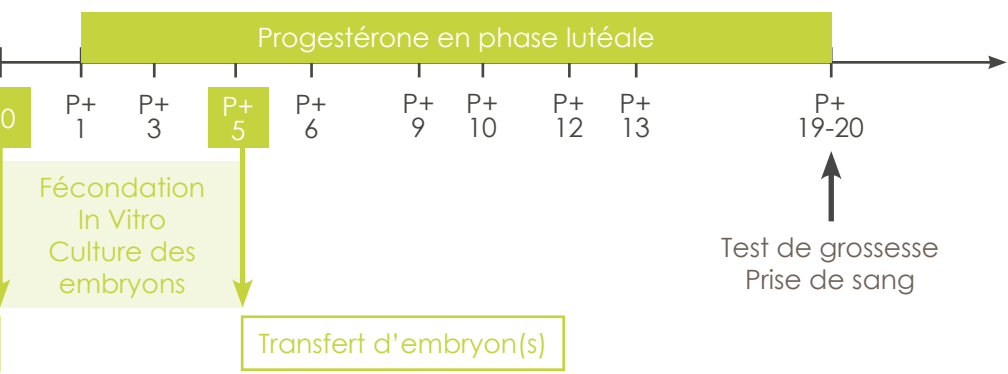 Progestérone en phase lutéale
0
P+
1
P+
3
P+
5
P+
6
P+
9
P+
10
P+
12
P+
13
P+
19-20
Fécondation
In Vitro
Culture des
embryons
Test de grossesse
Prise de sang
Transfert d’embryon(s)